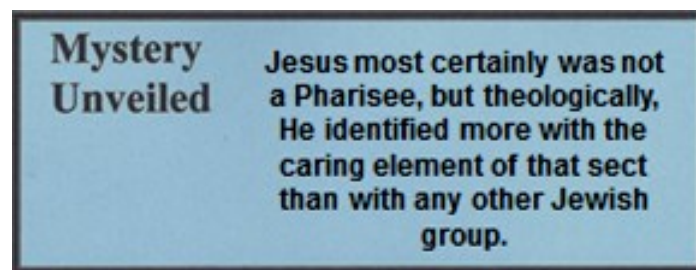 Mystery
Unveiled
Jesus most certainly was not
a Pharisee, but theologically,
He identified more with the
caring element of that sect
than with any other Jewish
group.